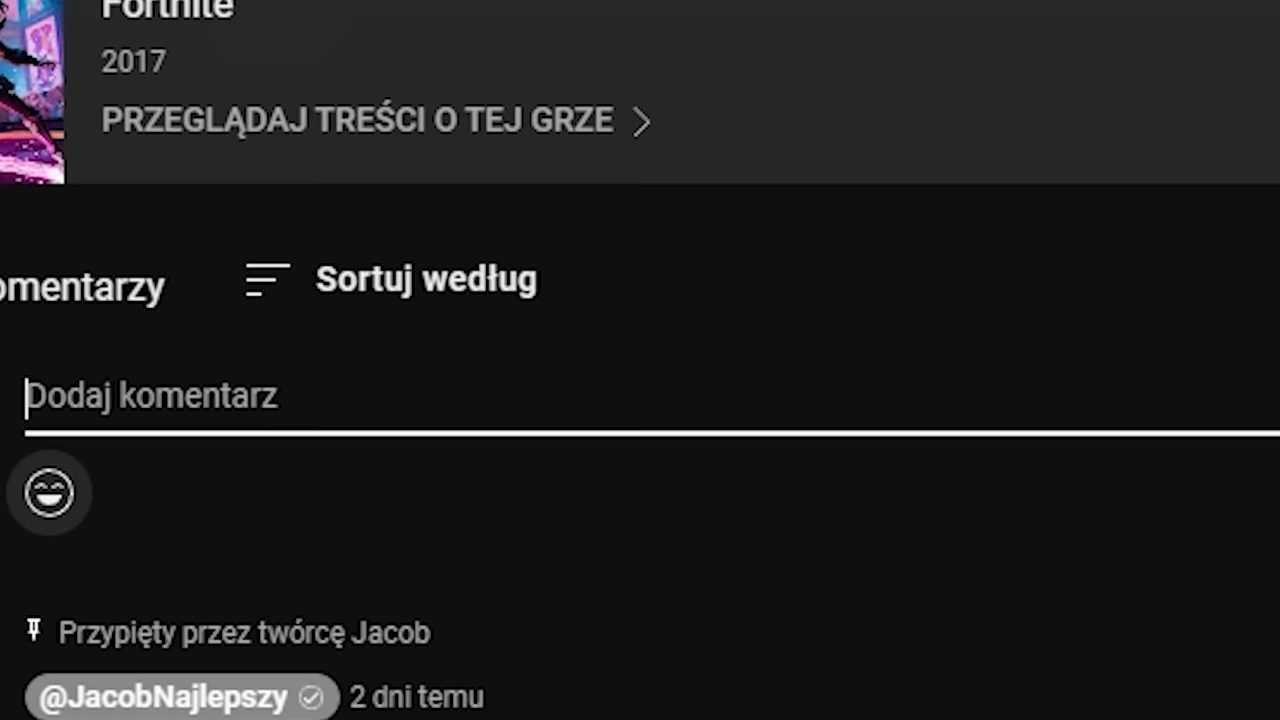 Fortnite
2017
PRZEGLĄDAJ TREŚCI O TEJ GRZE
omentarzy
Sortuj według
Dodaj komentarz
Przypięty przez twórcę Jacob
@JacobNajlepszy 2 dni temu